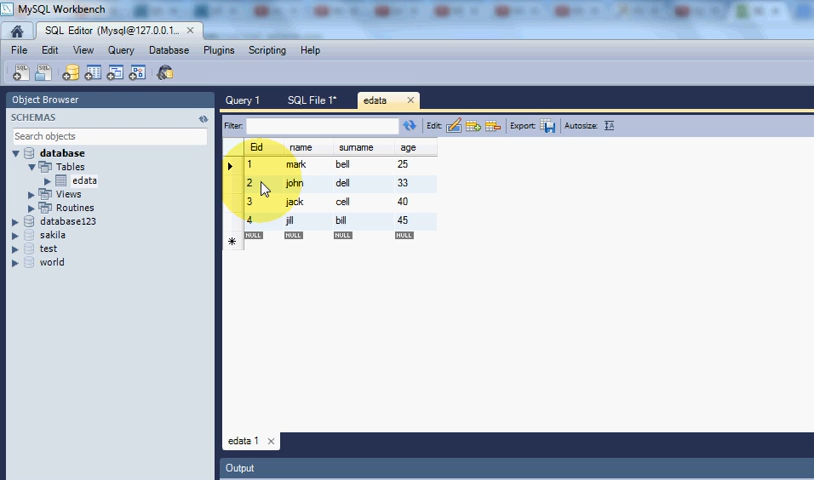 MySQL Workbench
SQL Editor (Mysql@127.0.0.1...
File Edit View Query Database Plugins Scripting Help
Object Browser
SCHEMAS
Search objects
database
Tables
edata
Views
Routines
database123
sakila
test
world
Query 1 SQL File 1* edata
Filter: Edit: Export: Autosize:
Eid name surname age
1 mark bell 25
2 john dell 33
3 jack cell 40
4 jill bill 45
NULL NULL NULL NULL
edata 1
Output